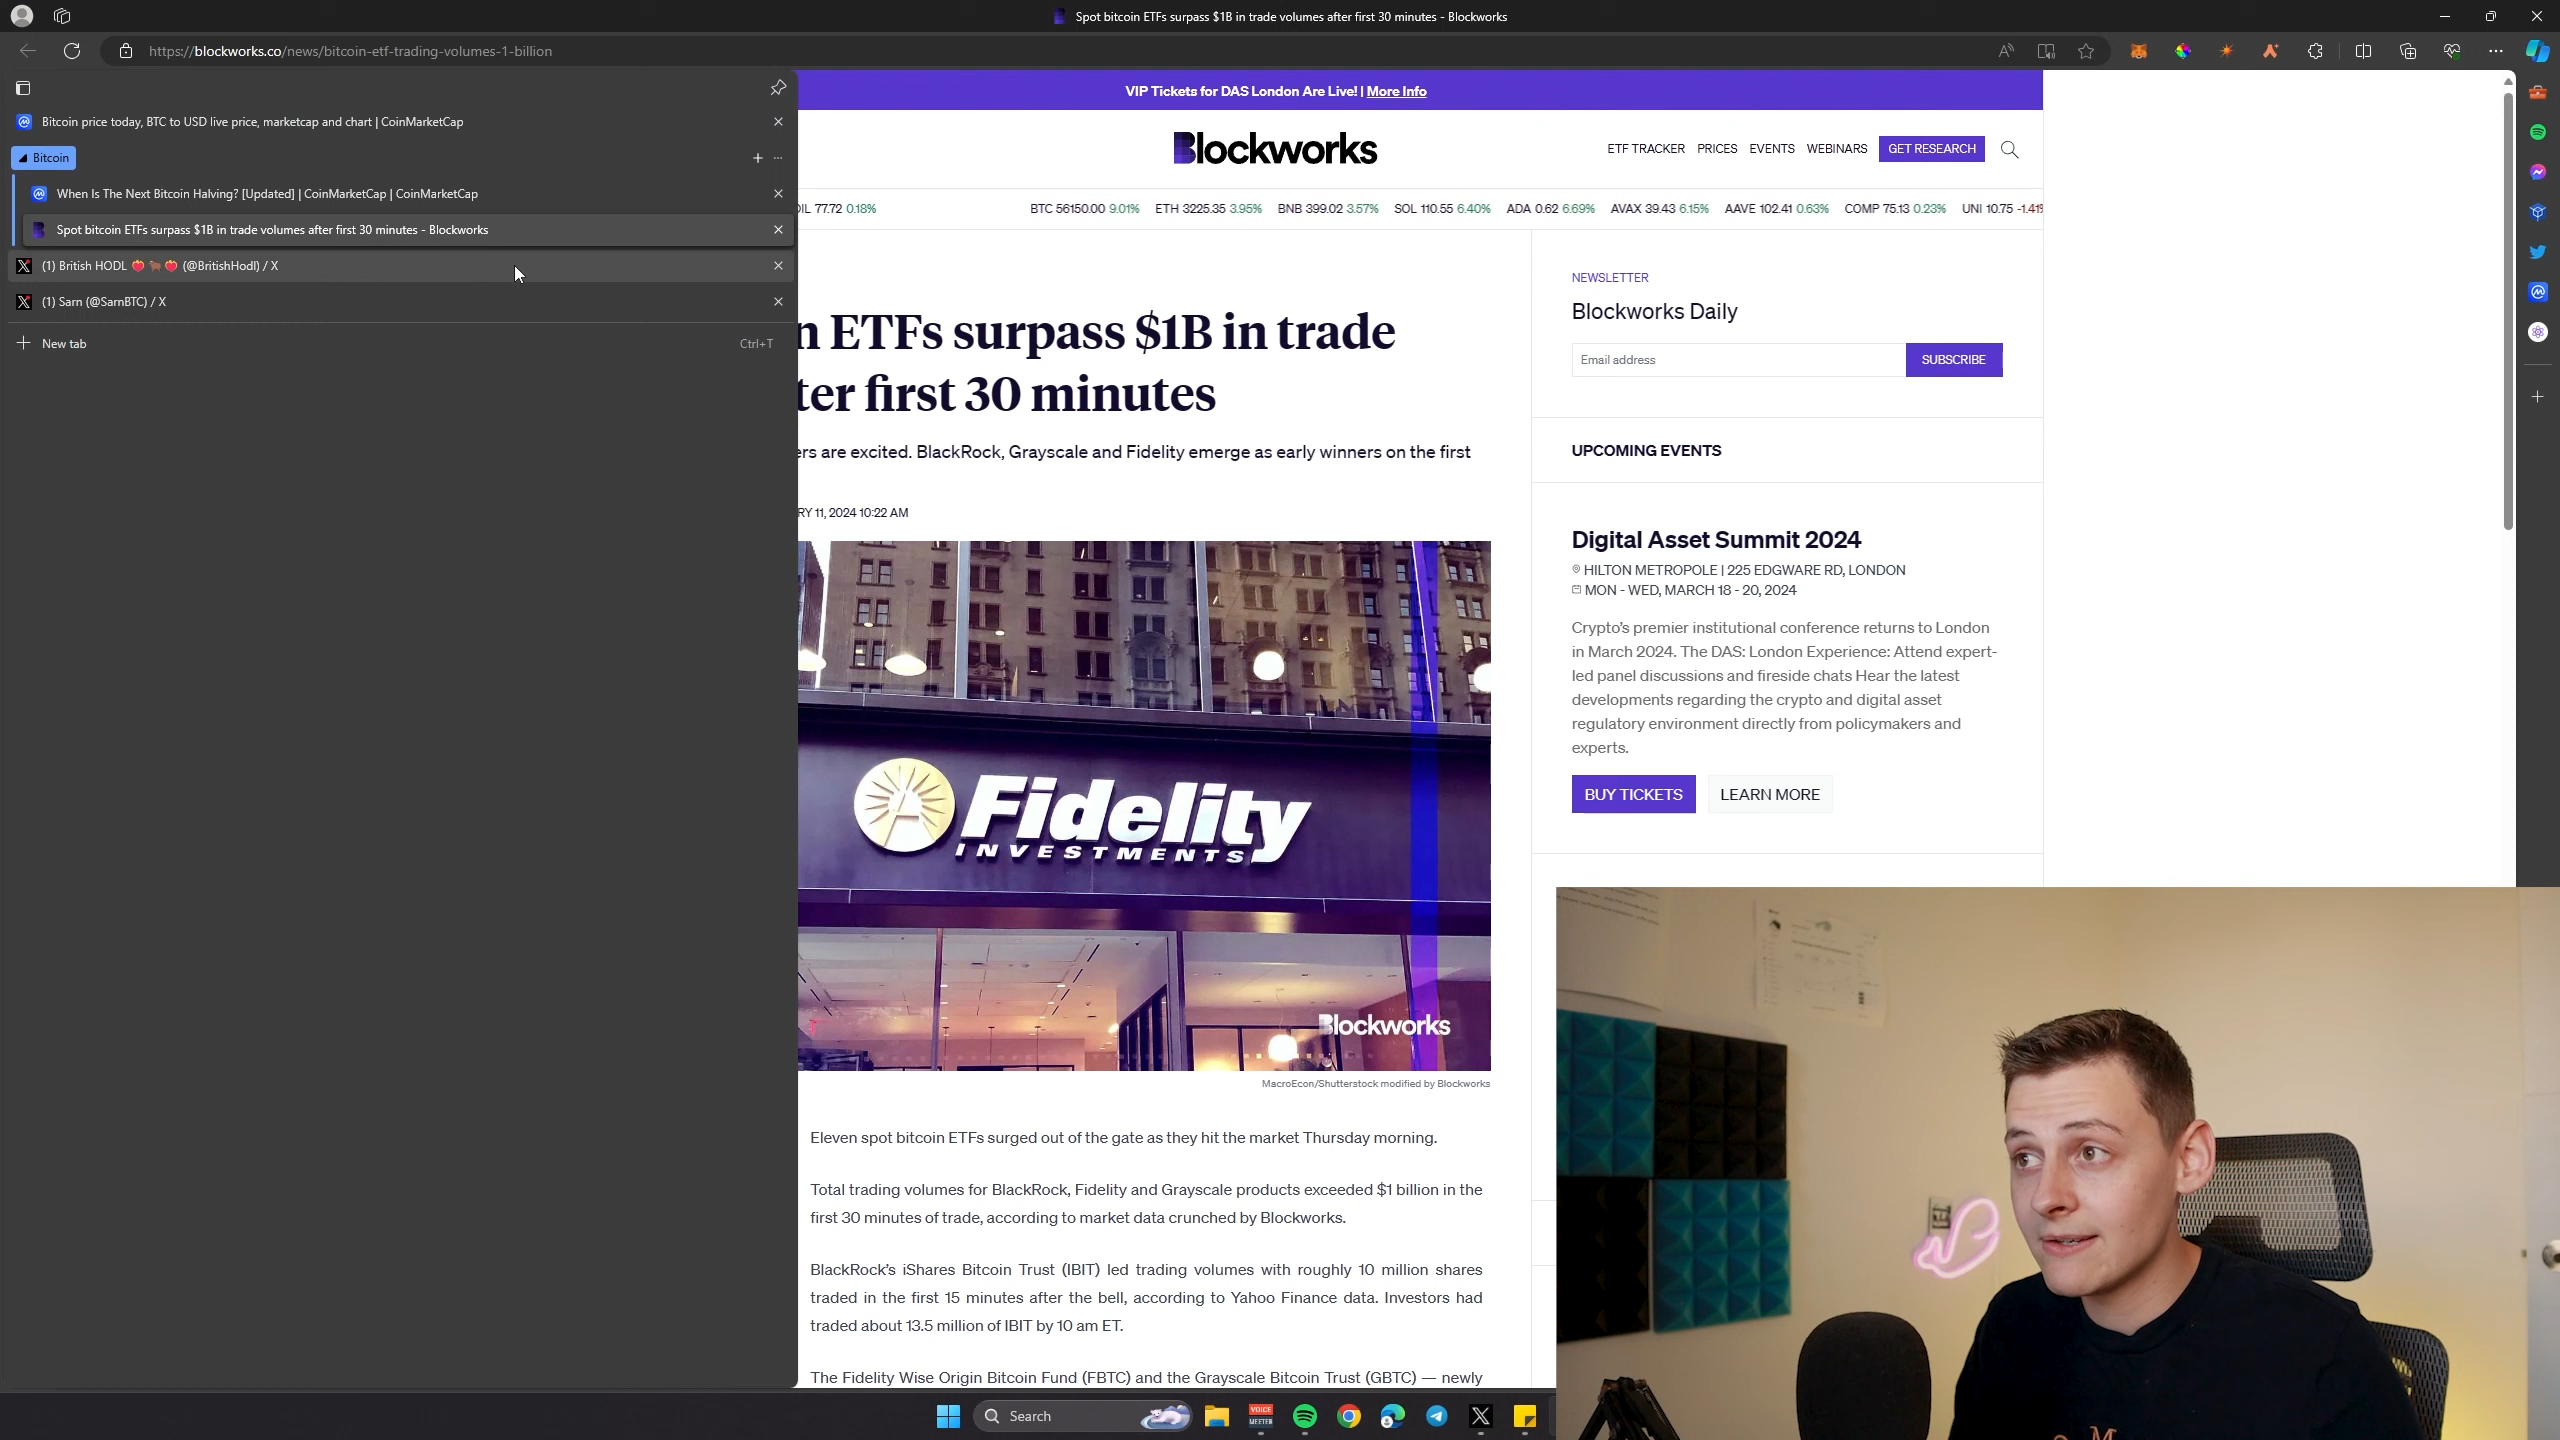 Spot bitcoin ETFs surpass $1B in trade volumes after first 30 minutes - Blockworks
https://blockworks.co/news/bitcoin-etf-trading-volumes-1-billion
Bitcoin price today, BTC to USD live price, marketcap and chart | CoinMarketCap
Bitcoin
When Is The Next Bitcoin Halving? [Updated] | CoinMarketCap | CoinMarketCap
Spot bitcoin ETFs surpass $1B in trade volumes after first 30 minutes - Blockworks
(1) British HODL 🍓🐂🍓 (@BritishHodl) / X
(1) Sarn (@SarnBTC) / X
New tab Ctrl+T
VIP Tickets for DAS London Are Live! | More Info
Blockworks
ETF TRACKER PRICES EVENTS WEBINARS GET RESEARCH
OIL 77.72 0.18% BTC 56150.00 9.01% ETH 3225.35 3.95% BNB 399.02 3.57% SOL 110.55 6.40% ADA 0.62 6.69% AVAX 39.43 6.15% AAVE 102.41 0.63% COMP 75.13 0.23% UNI 10.75 -1.41%
n ETFs surpass $1B in trade
ter first 30 minutes
ers are excited. BlackRock, Grayscale and Fidelity emerge as early winners on the first
RY 11, 2024 10:22 AM
Fidelity
INVESTMENTS
Blockworks
MacroEcon/Shutterstock modified by Blockworks
Eleven spot bitcoin ETFs surged out of the gate as they hit the market Thursday morning.
Total trading volumes for BlackRock, Fidelity and Grayscale products exceeded $1 billion in the
first 30 minutes of trade, according to market data crunched by Blockworks.
BlackRock's iShares Bitcoin Trust (IBIT) led trading volumes with roughly 10 million shares
traded in the first 15 minutes after the bell, according to Yahoo Finance data. Investors had
traded about 13.5 million of IBIT by 10 am ET.
The Fidelity Wise Origin Bitcoin Fund (FBTC) and the Grayscale Bitcoin Trust (GBTC) — newly
NEWSLETTER
Blockworks Daily
Email address SUBSCRIBE
UPCOMING EVENTS
Digital Asset Summit 2024
HILTON METROPOLE | 225 EDGWARE RD, LONDON
MON - WED, MARCH 18 - 20, 2024
Crypto's premier institutional conference returns to London
in March 2024. The DAS: London Experience: Attend expert-
led panel discussions and fireside chats Hear the latest
developments regarding the crypto and digital asset
regulatory environment directly from policymakers and
experts.
BUY TICKETS LEARN MORE
Search
VOICE
MEETER